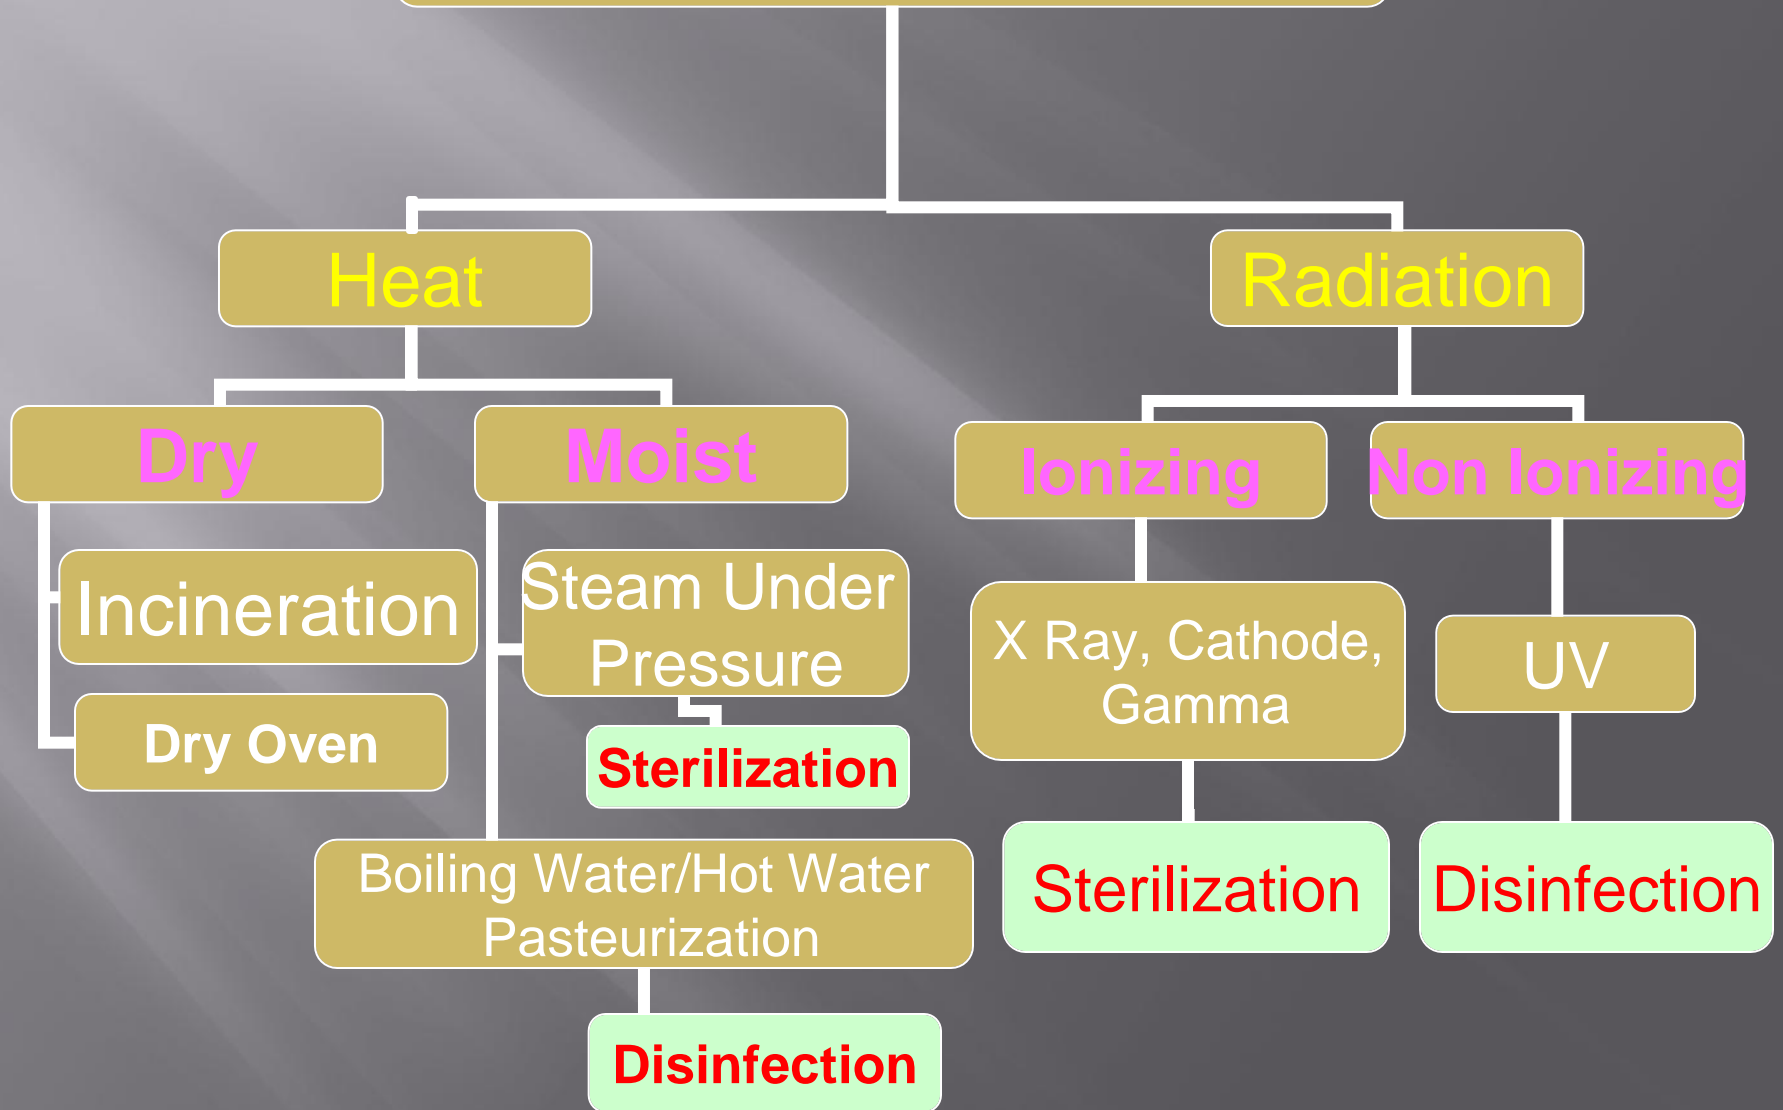 Heat
Radiation
Dry
Moist
Ionizing
Non Ionizing
Incineration
Steam Under
Pressure
X Ray, Cathode,
Gamma
UV
Dry Oven
Sterilization
Boiling Water/Hot Water
Pasteurization
Sterilization
Disinfection
Disinfection